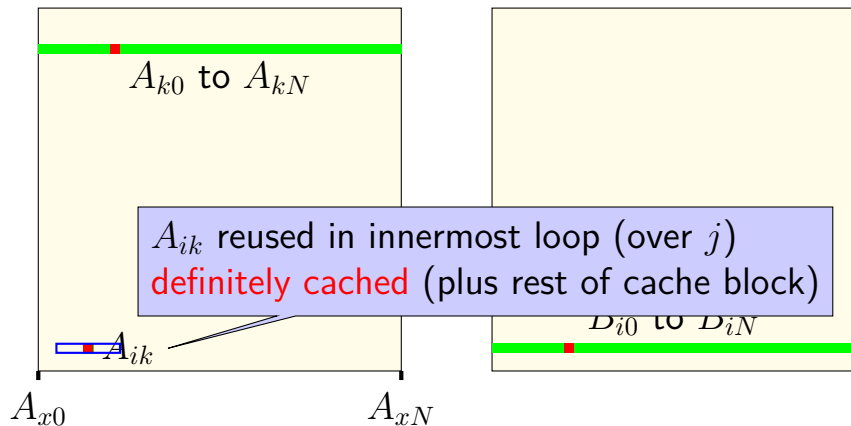 A_{k0} to A_{kN}
A_{ik} reused in innermost loop (over j)
definitely cached (plus rest of cache block)
B_{i0} to B_{iN}
A_{ik}
A_{x0}
A_{xN}